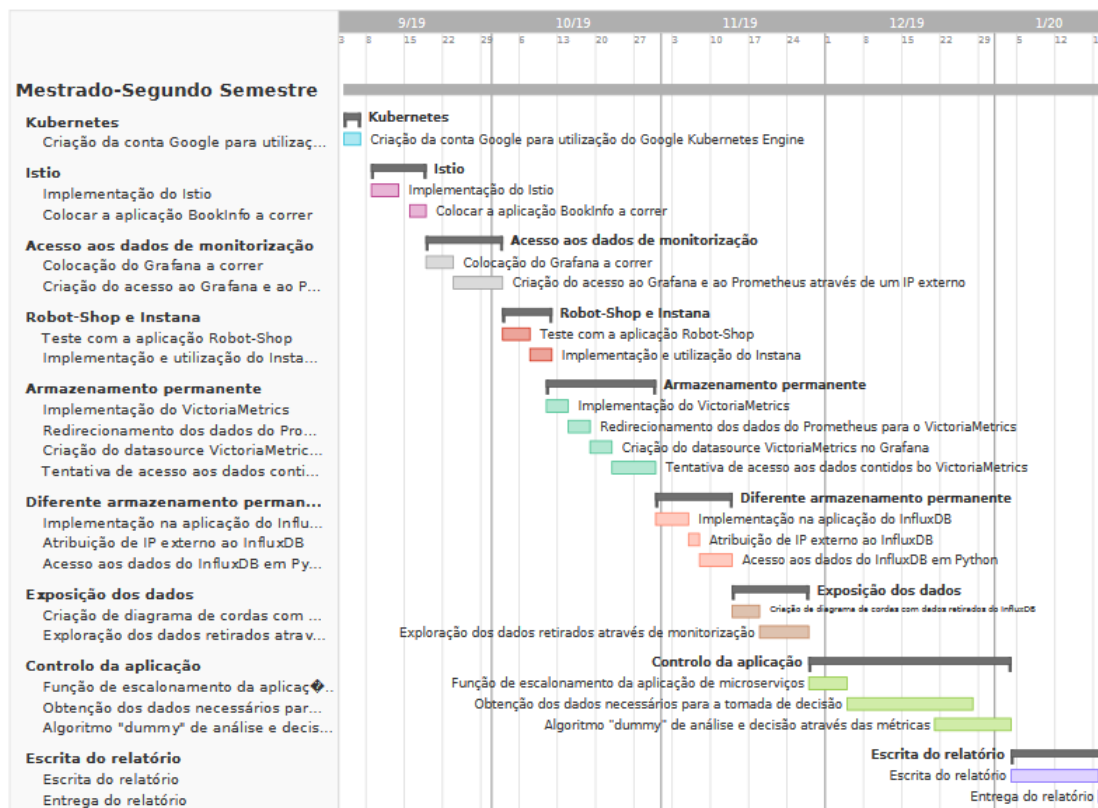 9/19 10/19 11/19 12/19 1/20
3 8 15 22 29 6 13 20 27 3 10 17 24 1 8 15 22 29 5 12
Mestrado-Segundo Semestre
Kubernetes Kubernetes
Criação da conta Google para utilizaç... Criação da conta Google para utilização do Google Kubernetes Engine
Istio Istio
Implementação do Istio Implementação do Istio
Colocar a aplicação BookInfo a correr Colocar a aplicação BookInfo a correr
Acesso aos dados de monitorização Acesso aos dados de monitorização
Colocação do Grafana a correr Colocação do Grafana a correr
Criação do acesso ao Grafana e ao P... Criação do acesso ao Grafana e ao Prometheus através de um IP externo
Robot-Shop e Instana Robot-Shop e Instana
Teste com a aplicação Robot-Shop Teste com a aplicação Robot-Shop
Implementação e utilização do Insta... Implementação e utilização do Instana
Armazenamento permanente Armazenamento permanente
Implementação do VictoriaMetrics Implementação do VictoriaMetrics
Redirecionamento dos dados do Pro... Redirecionamento dos dados do Prometheus para o VictoriaMetrics
Criação do datasource VictoriaMetric... Criação do datasource VictoriaMetrics no Grafana
Tentativa de acesso aos dados conti... Tentativa de acesso aos dados contidos bo VictoriaMetrics
Diferente armazenamento perman... Diferente armazenamento permanente
Implementação na aplicação do Influ... Implementação na aplicação do InfluxDB
Atribuição de IP externo ao InfluxDB Atribuição de IP externo ao InfluxDB
Acesso aos dados do InfluxDB em Py... Acesso aos dados do InfluxDB em Python
Exposição dos dados Exposição dos dados
Criação de diagrama de cordas com ... Criação de diagrama de cordas com dados retirados do InfluxDB
Exploração dos dados retirados atrav... Exploração dos dados retirados através de monitorização
Controlo da aplicação Controlo da aplicação
Função de escalonamento da aplicaç�... Função de escalonamento da aplicação de microserviços
Obtenção dos dados necessários par... Obtenção dos dados necessários para a tomada de decisão
Algoritmo "dummy" de análise e decis... Algoritmo "dummy" de análise e decisão através das métricas
Escrita do relatório Escrita do relatório
Escrita do relatório Escrita do relatório
Entrega do relatório Entrega do relatório